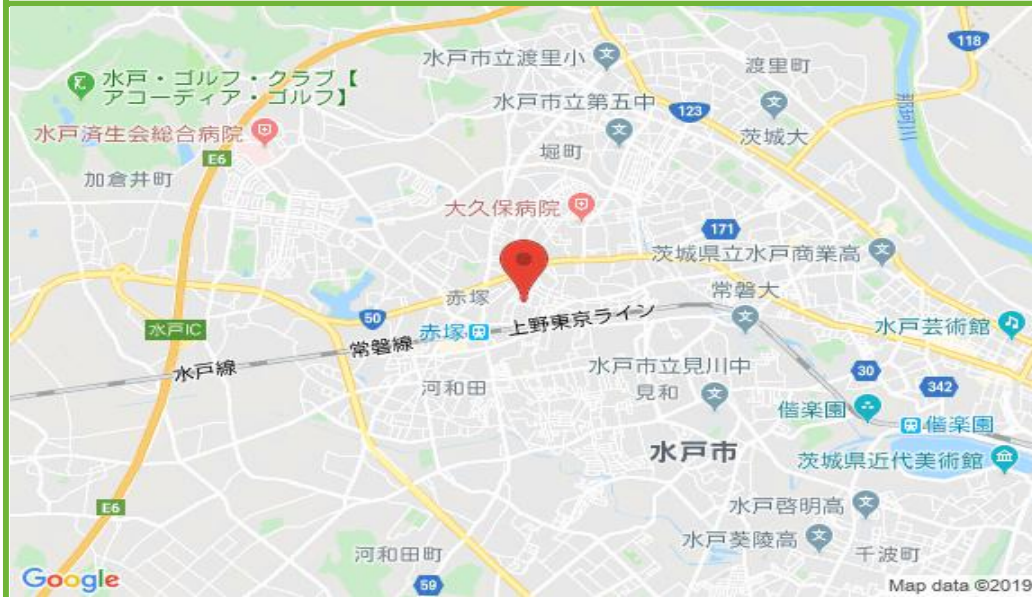 118
水戸市立渡里小
渡里町
水戸・ゴルフ・クラブ【
アコーディア・ゴルフ】
水戸市立第五中
123
那珂川
茨城大
水戸済生会総合病院
堀町
E6
加倉井町
大久保病院
171
茨城県立水戸商業高
赤塚
常磐大
50
上野東京ライン
水戸IC
赤塚
常磐線
水戸芸術館
水戸線
水戸市立見川中
河和田
見和
30
342
偕楽園
偕楽園
水戸市
茨城県近代美術館
E6
水戸啓明高
水戸葵陵高
河和田町
千波町
59
Google
Map data ©2019